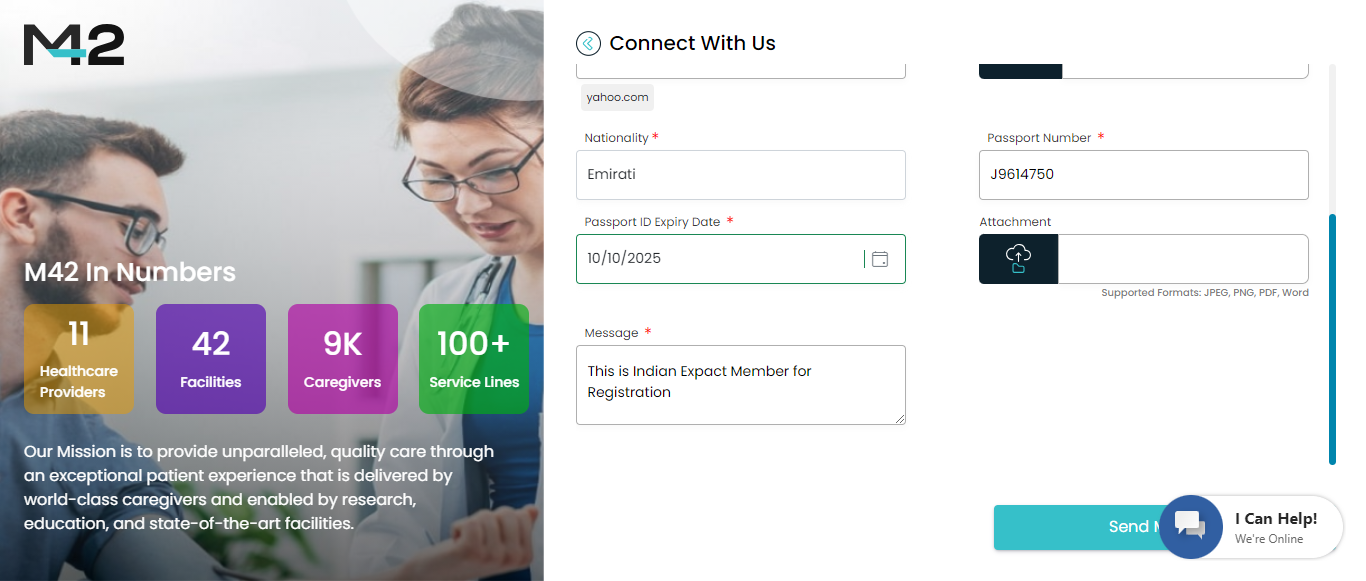 M42
M42 In Numbers
11
Healthcare
Providers
42
Facilities
9K
Caregivers
100+
Service Lines
Our Mission is to provide unparalleled, quality care through
an exceptional patient experience that is delivered by
world-class caregivers and enabled by research,
education, and state-of-the-art facilities.
Connect With Us
yahoo.com
Nationality *
Emirati
Passport Number *
J9614750
Passport ID Expiry Date *
10/10/2025
Attachment
Supported Formats: JPEG, PNG, PDF, Word
Message *
This is Indian Expact Member for
Registration
Send
I Can Help!
We're Online